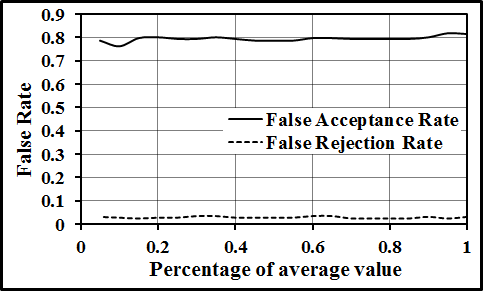 0.9
0.8
0.7
0.6
0.5
0.4
0.3
0.2
0.1
0
False Rate
False Acceptance Rate
False Rejection Rate
0 0.2 0.4 0.6 0.8 1
Percentage of average value